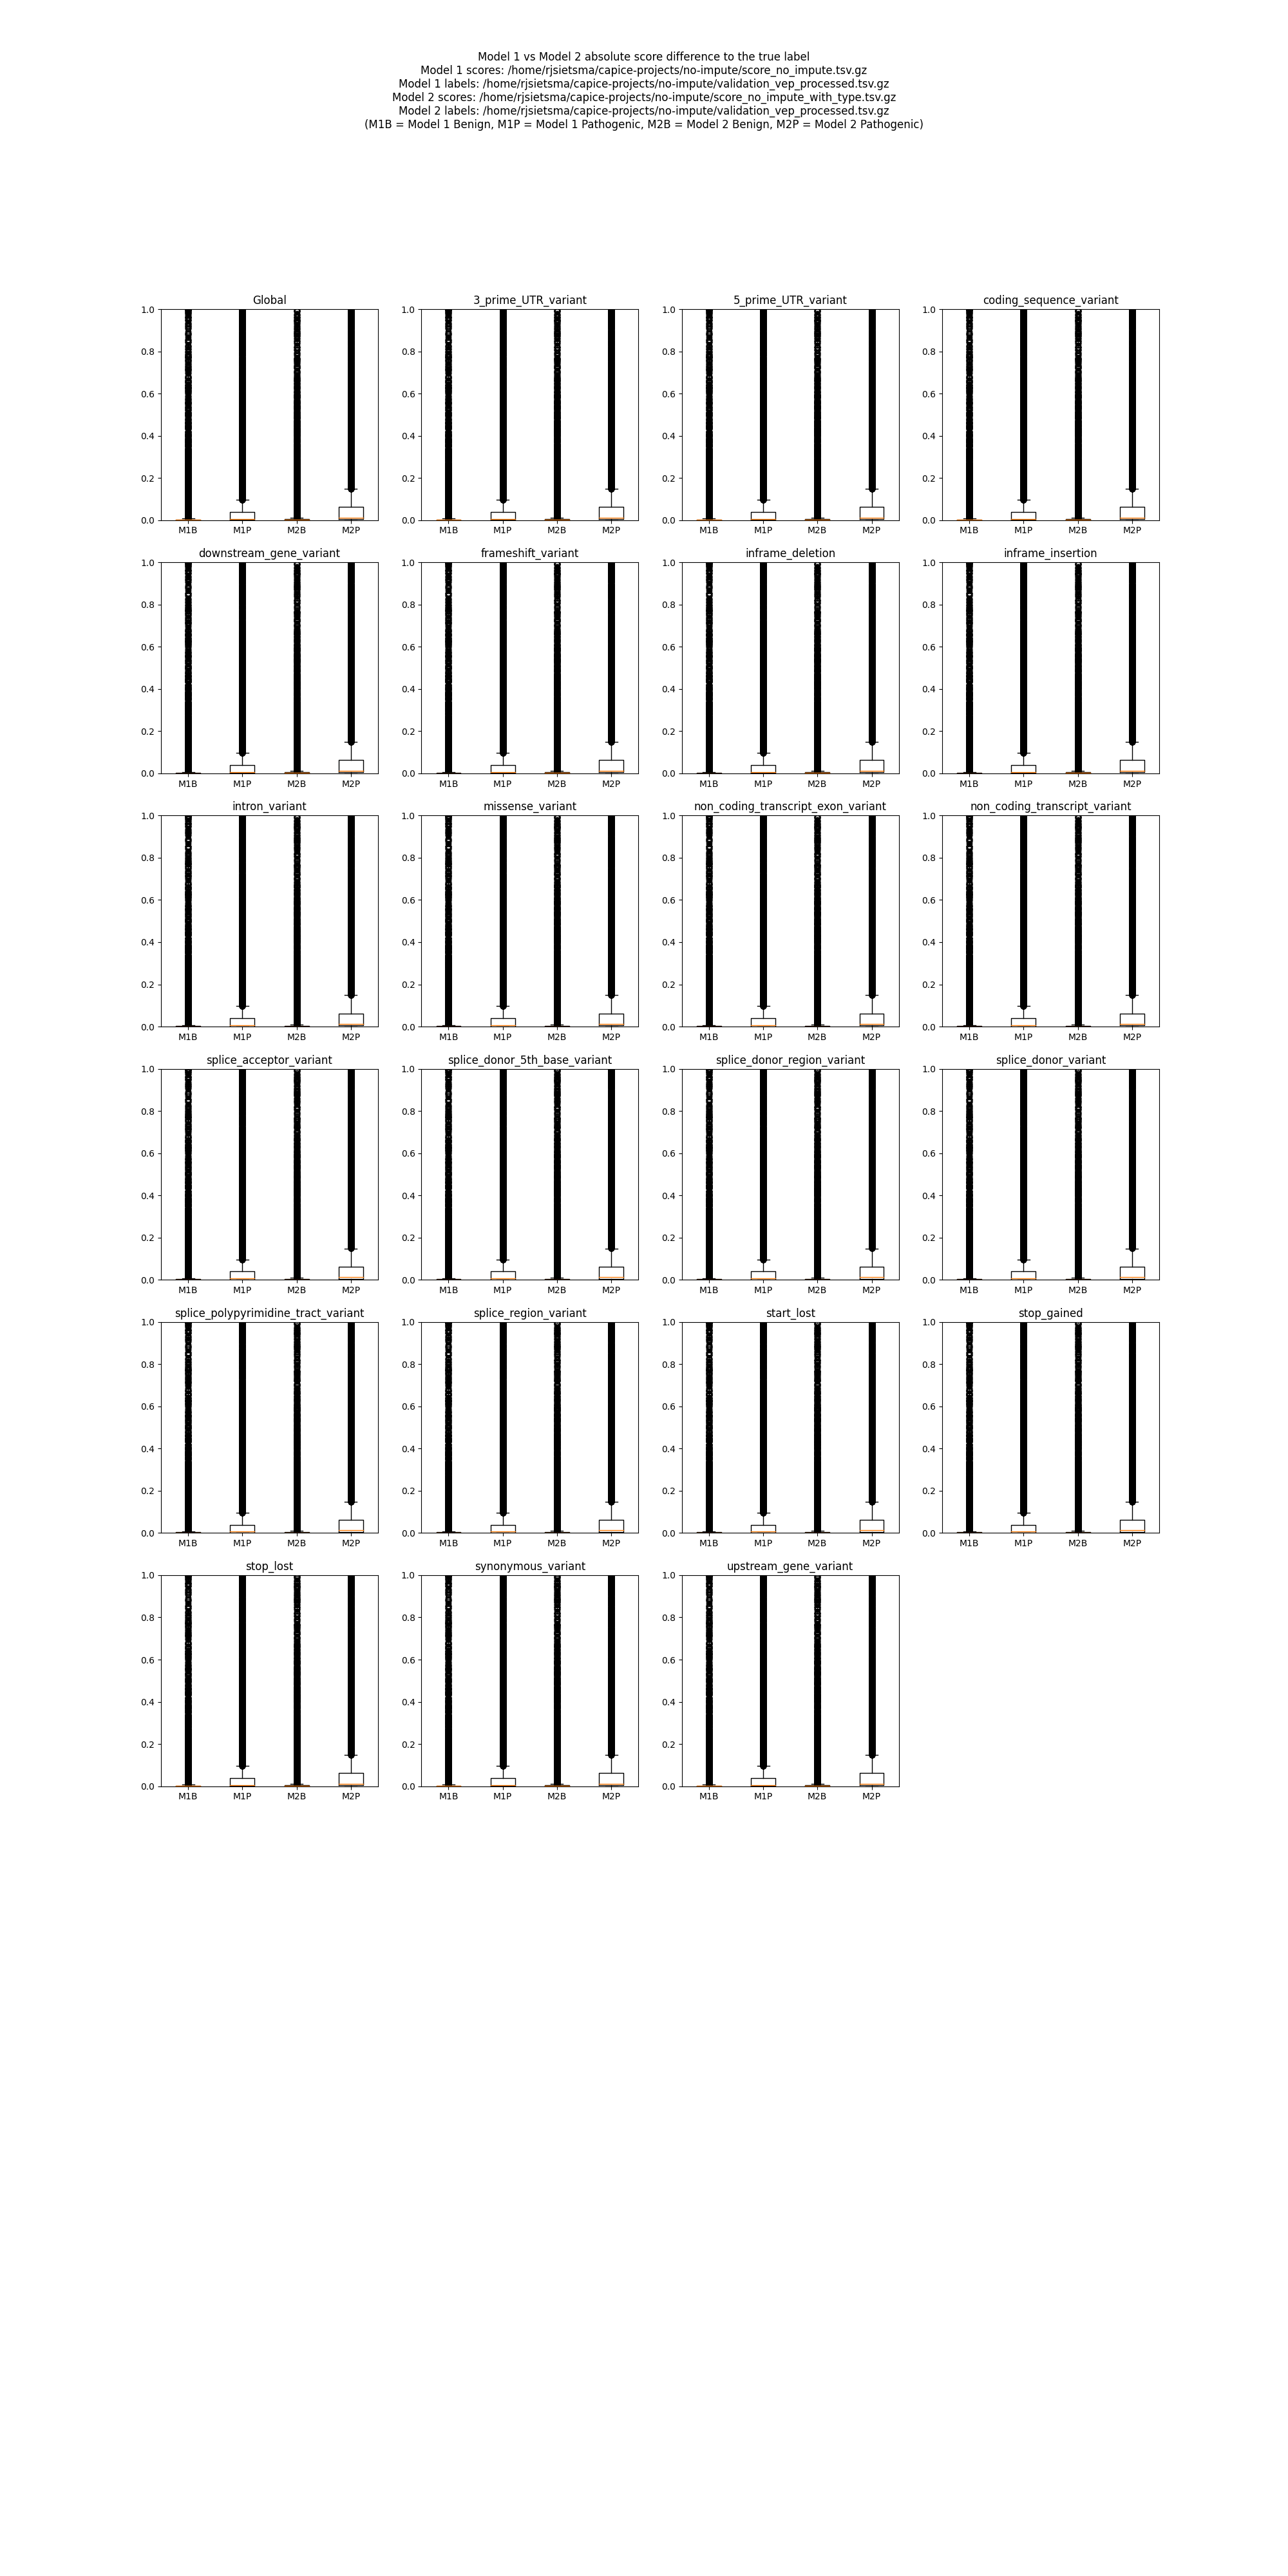 Model 1 vs Model 2 absolute score difference to the true label
Model 1 scores: /home/rjsietsma/capice-projects/no-impute/score_no_impute.tsv.gz
Model 1 labels: /home/rjsietsma/capice-projects/no-impute/validation_vep_processed.tsv.gz
Model 2 scores: /home/rjsietsma/capice-projects/no-impute/score_no_impute_with_type.tsv.gz
Model 2 labels: /home/rjsietsma/capice-projects/no-impute/validation_vep_processed.tsv.gz
(M1B = Model 1 Benign, M1P = Model 1 Pathogenic, M2B = Model 2 Benign, M2P = Model 2 Pathogenic)
Global 3_prime_UTR_variant 5_prime_UTR_variant coding_sequence_variant
1.0 1.0 1.0 1.0
0.8 0.8 0.8 0.8
0.6 0.6 0.6 0.6
0.4 0.4 0.4 0.4
0.2 0.2 0.2 0.2
0.0 0.0 0.0 0.0
M1B M1P M2B M2P M1B M1P M2B M2P M1B M1P M2B M2P M1B M1P M2B M2P
downstream_gene_variant frameshift_variant inframe_deletion inframe_insertion
1.0 1.0 1.0 1.0
0.8 0.8 0.8 0.8
0.6 0.6 0.6 0.6
0.4 0.4 0.4 0.4
0.2 0.2 0.2 0.2
0.0 0.0 0.0 0.0
M1B M1P M2B M2P M1B M1P M2B M2P M1B M1P M2B M2P M1B M1P M2B M2P
intron_variant missense_variant non_coding_transcript_exon_variant non_coding_transcript_variant
1.0 1.0 1.0 1.0
0.8 0.8 0.8 0.8
0.6 0.6 0.6 0.6
0.4 0.4 0.4 0.4
0.2 0.2 0.2 0.2
0.0 0.0 0.0 0.0
M1B M1P M2B M2P M1B M1P M2B M2P M1B M1P M2B M2P M1B M1P M2B M2P
splice_acceptor_variant splice_donor_5th_base_variant splice_donor_region_variant splice_donor_variant
1.0 1.0 1.0 1.0
0.8 0.8 0.8 0.8
0.6 0.6 0.6 0.6
0.4 0.4 0.4 0.4
0.2 0.2 0.2 0.2
0.0 0.0 0.0 0.0
M1B M1P M2B M2P M1B M1P M2B M2P M1B M1P M2B M2P M1B M1P M2B M2P
splice_polypyrimidine_tract_variant splice_region_variant start_lost stop_gained
1.0 1.0 1.0 1.0
0.8 0.8 0.8 0.8
0.6 0.6 0.6 0.6
0.4 0.4 0.4 0.4
0.2 0.2 0.2 0.2
0.0 0.0 0.0 0.0
M1B M1P M2B M2P M1B M1P M2B M2P M1B M1P M2B M2P M1B M1P M2B M2P
stop_lost synonymous_variant upstream_gene_variant
1.0 1.0 1.0
0.8 0.8 0.8
0.6 0.6 0.6
0.4 0.4 0.4
0.2 0.2 0.2
0.0 0.0 0.0
M1B M1P M2B M2P M1B M1P M2B M2P M1B M1P M2B M2P